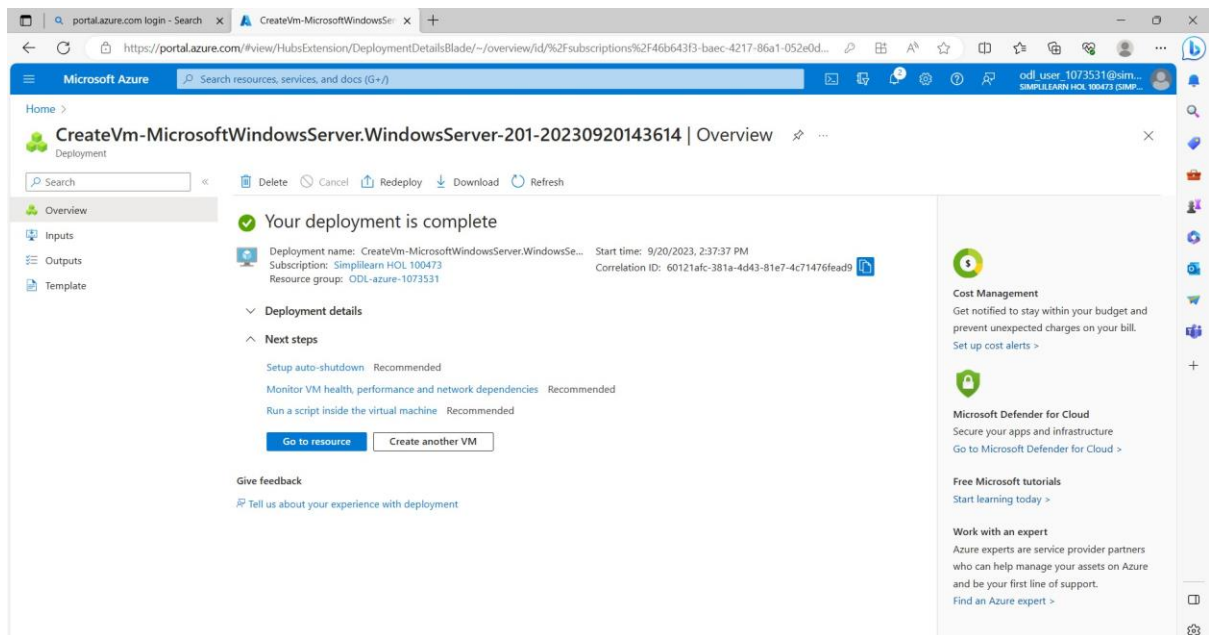 portal.azure.com login - Search
CreateVm-MicrosoftWindowsSer
https://portal.azure.com/#view/HubsExtension/DeploymentDetailsBlade/~/overview/id/%2Fsubscriptions%2F46b643f3-baec-4217-86a1-052e0d...
Microsoft Azure
Search resources, services, and docs (G+/)
2
odl_user_1073531@sim...
SIMPLILEARN HOL 100473 (SIMP...
Home >
CreateVm-MicrosoftWindowsServer.WindowsServer-201-20230920143614 | Overview
Deployment
Search
Delete Cancel Redeploy Download Refresh
Overview
Inputs
Outputs
Template
Your deployment is complete
Deployment name: CreateVm-MicrosoftWindowsServer.WindowsSe...
Subscription: Simplilearn HOL 100473
Resource group: ODL-azure-1073531
Start time: 9/20/2023, 2:37:37 PM
Correlation ID: 60121afc-381a-4d43-81e7-4c71476fead9
Deployment details
Next steps
Setup auto-shutdown Recommended
Monitor VM health, performance and network dependencies Recommended
Run a script inside the virtual machine Recommended
Go to resource
Create another VM
Give feedback
Tell us about your experience with deployment
Cost Management
Get notified to stay within your budget and
prevent unexpected charges on your bill.
Set up cost alerts >
Microsoft Defender for Cloud
Secure your apps and infrastructure
Go to Microsoft Defender for Cloud >
Free Microsoft tutorials
Start learning today >
Work with an expert
Azure experts are service provider partners
who can help manage your assets on Azure
and be your first line of support.
Find an Azure expert >